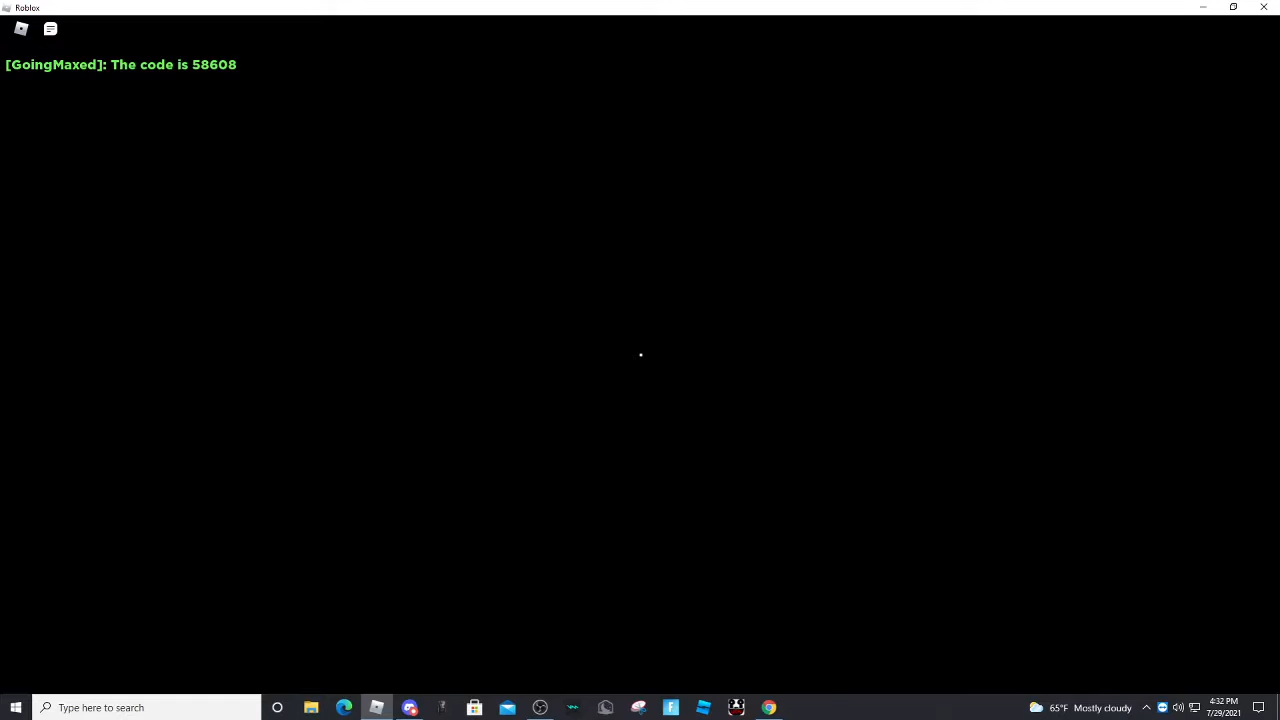 Roblox
[GoingMaxed]: The code is 58608
Type here to search
65°F Mostly cloudy
4:32 PM
7/29/2021